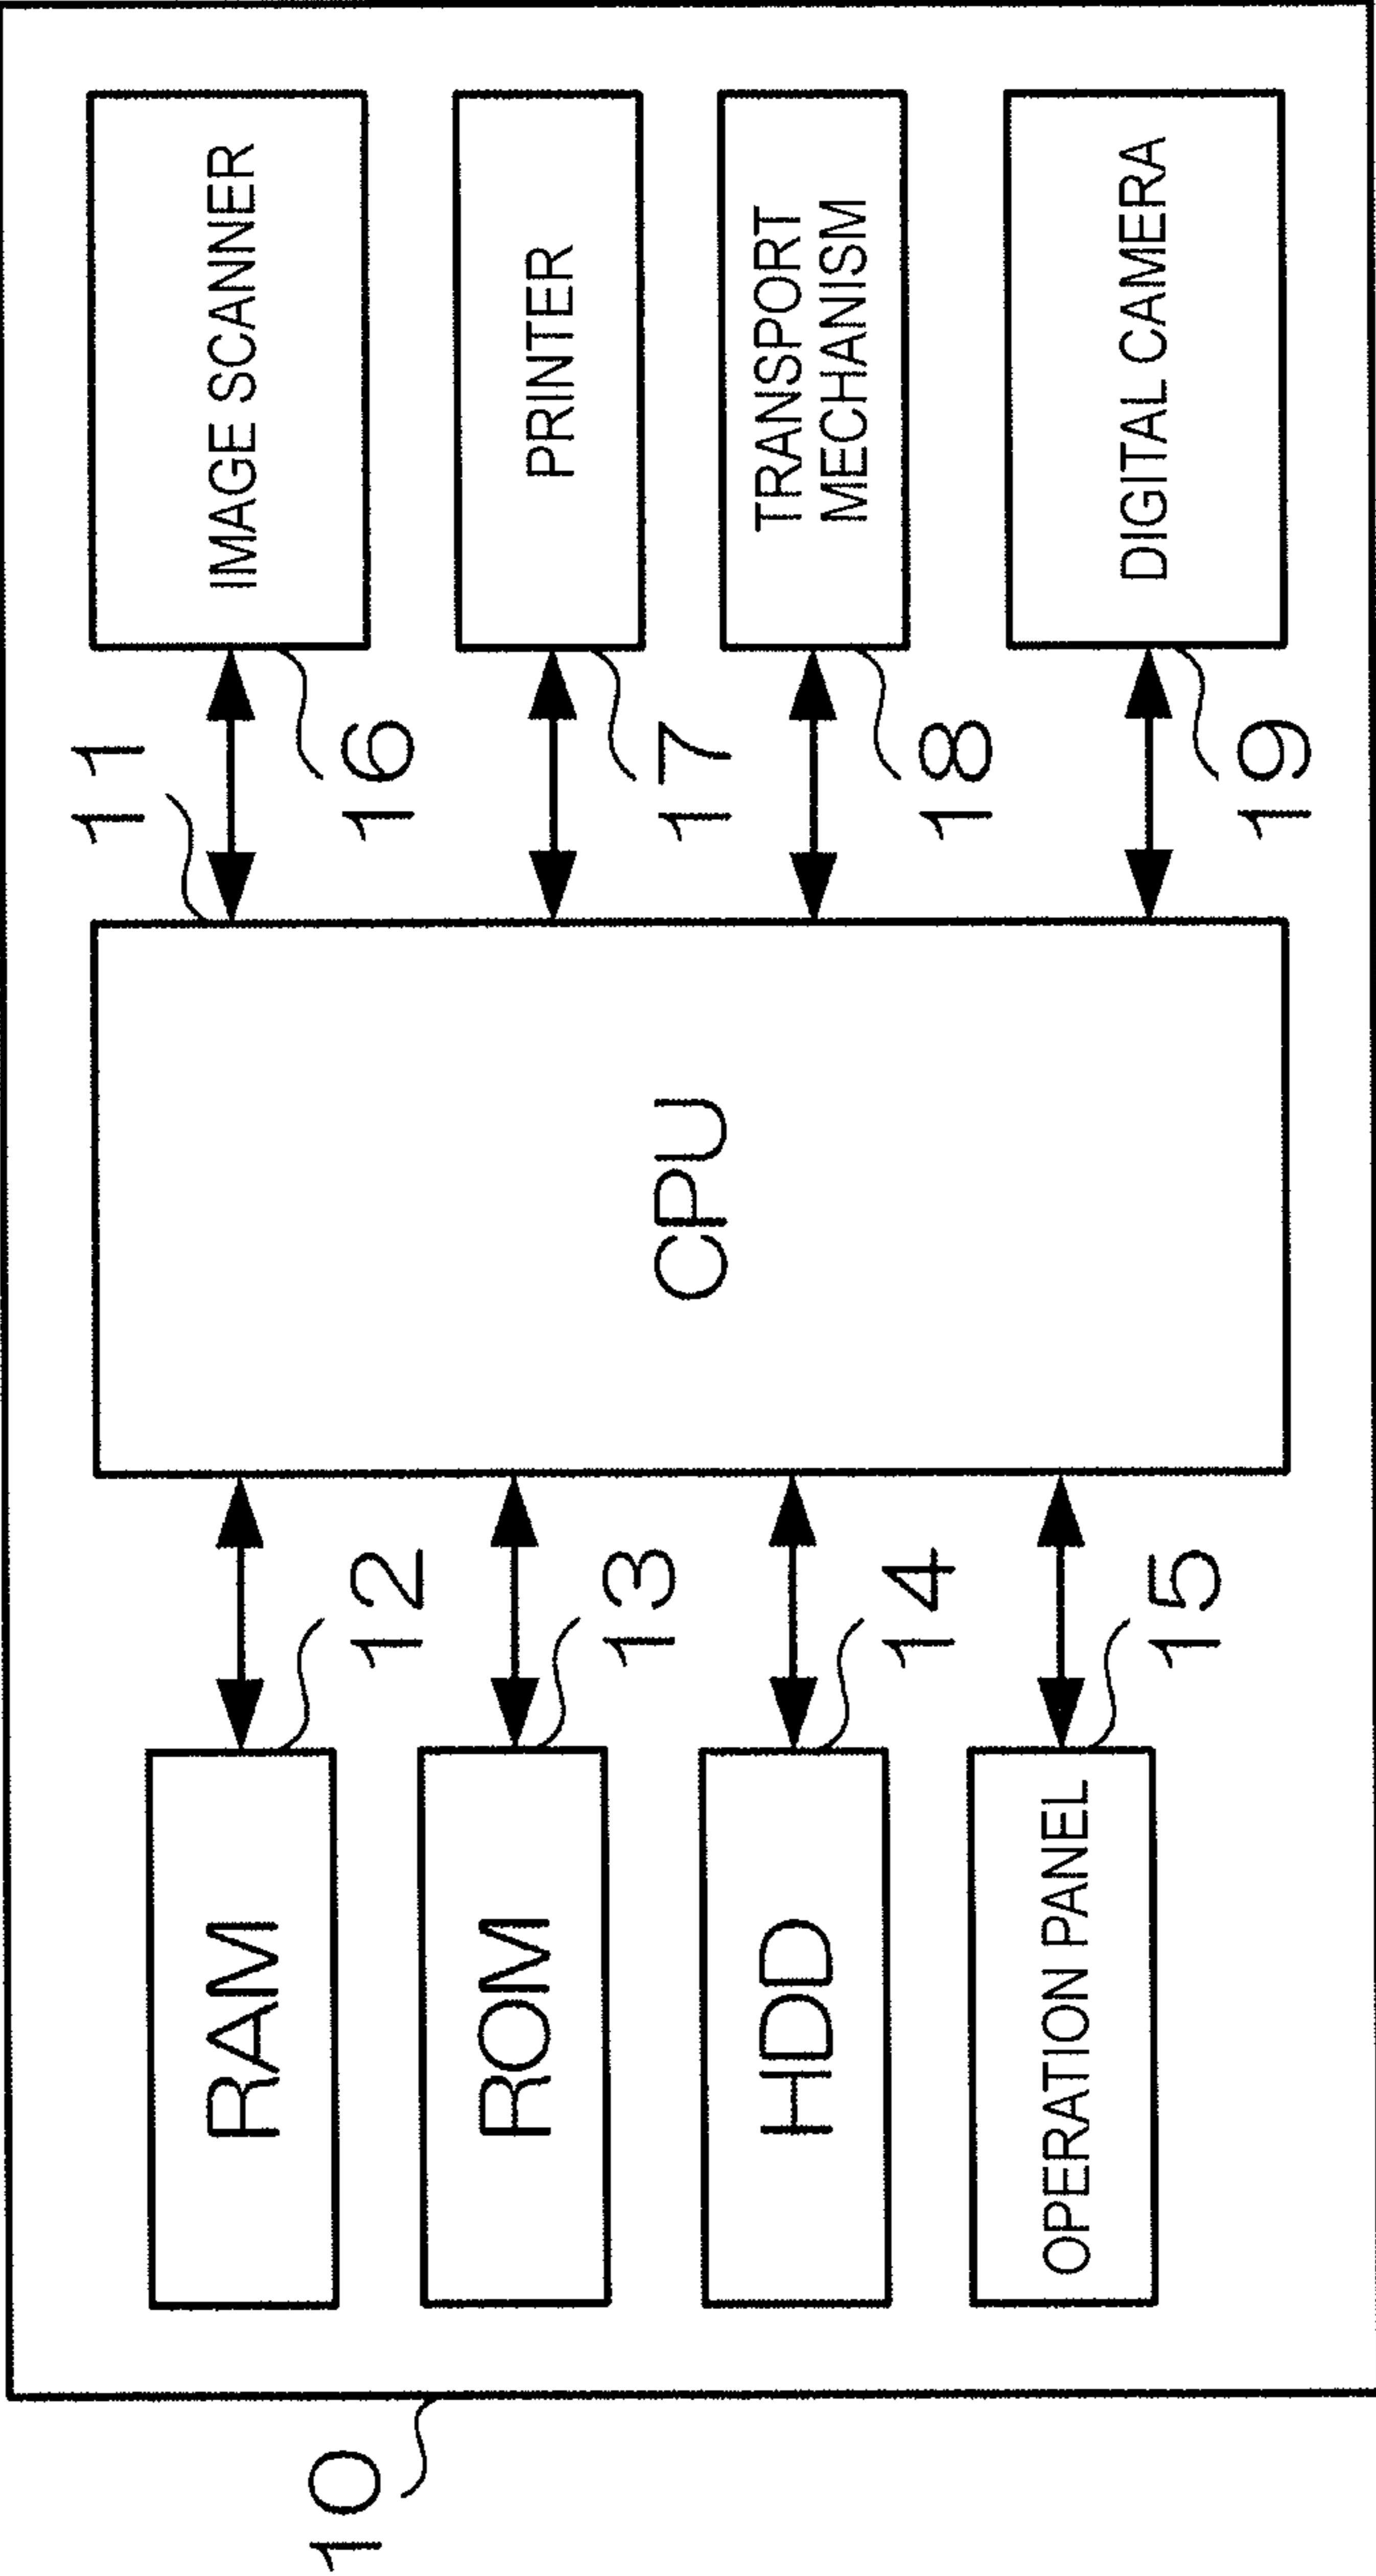 10
11
RAM
12
ROM
13
HDD
14
OPERATION PANEL
15
CPU
IMAGE SCANNER
16
PRINTER
17
TRANSPORT
MECHANISM
18
DIGITAL CAMERA
19